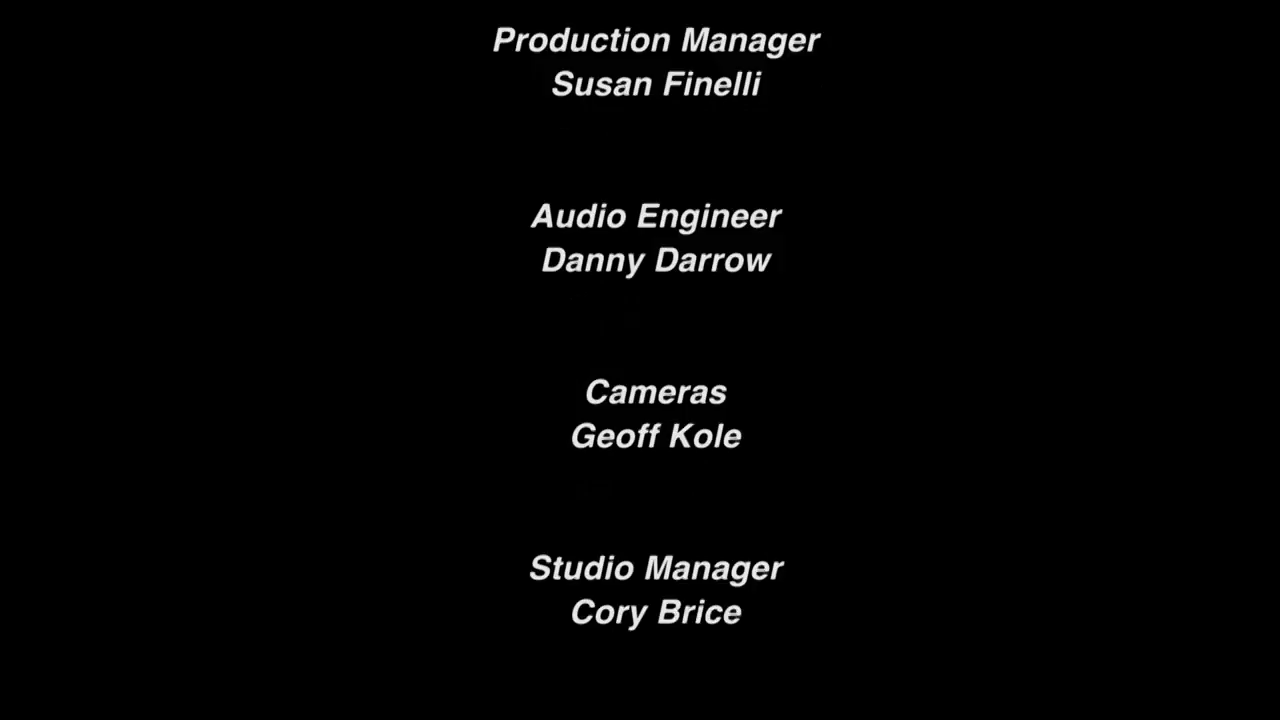 Production Manager
Susan Finelli
Audio Engineer
Danny Darrow
Cameras
Geoff Kole
Studio Manager
Cory Brice